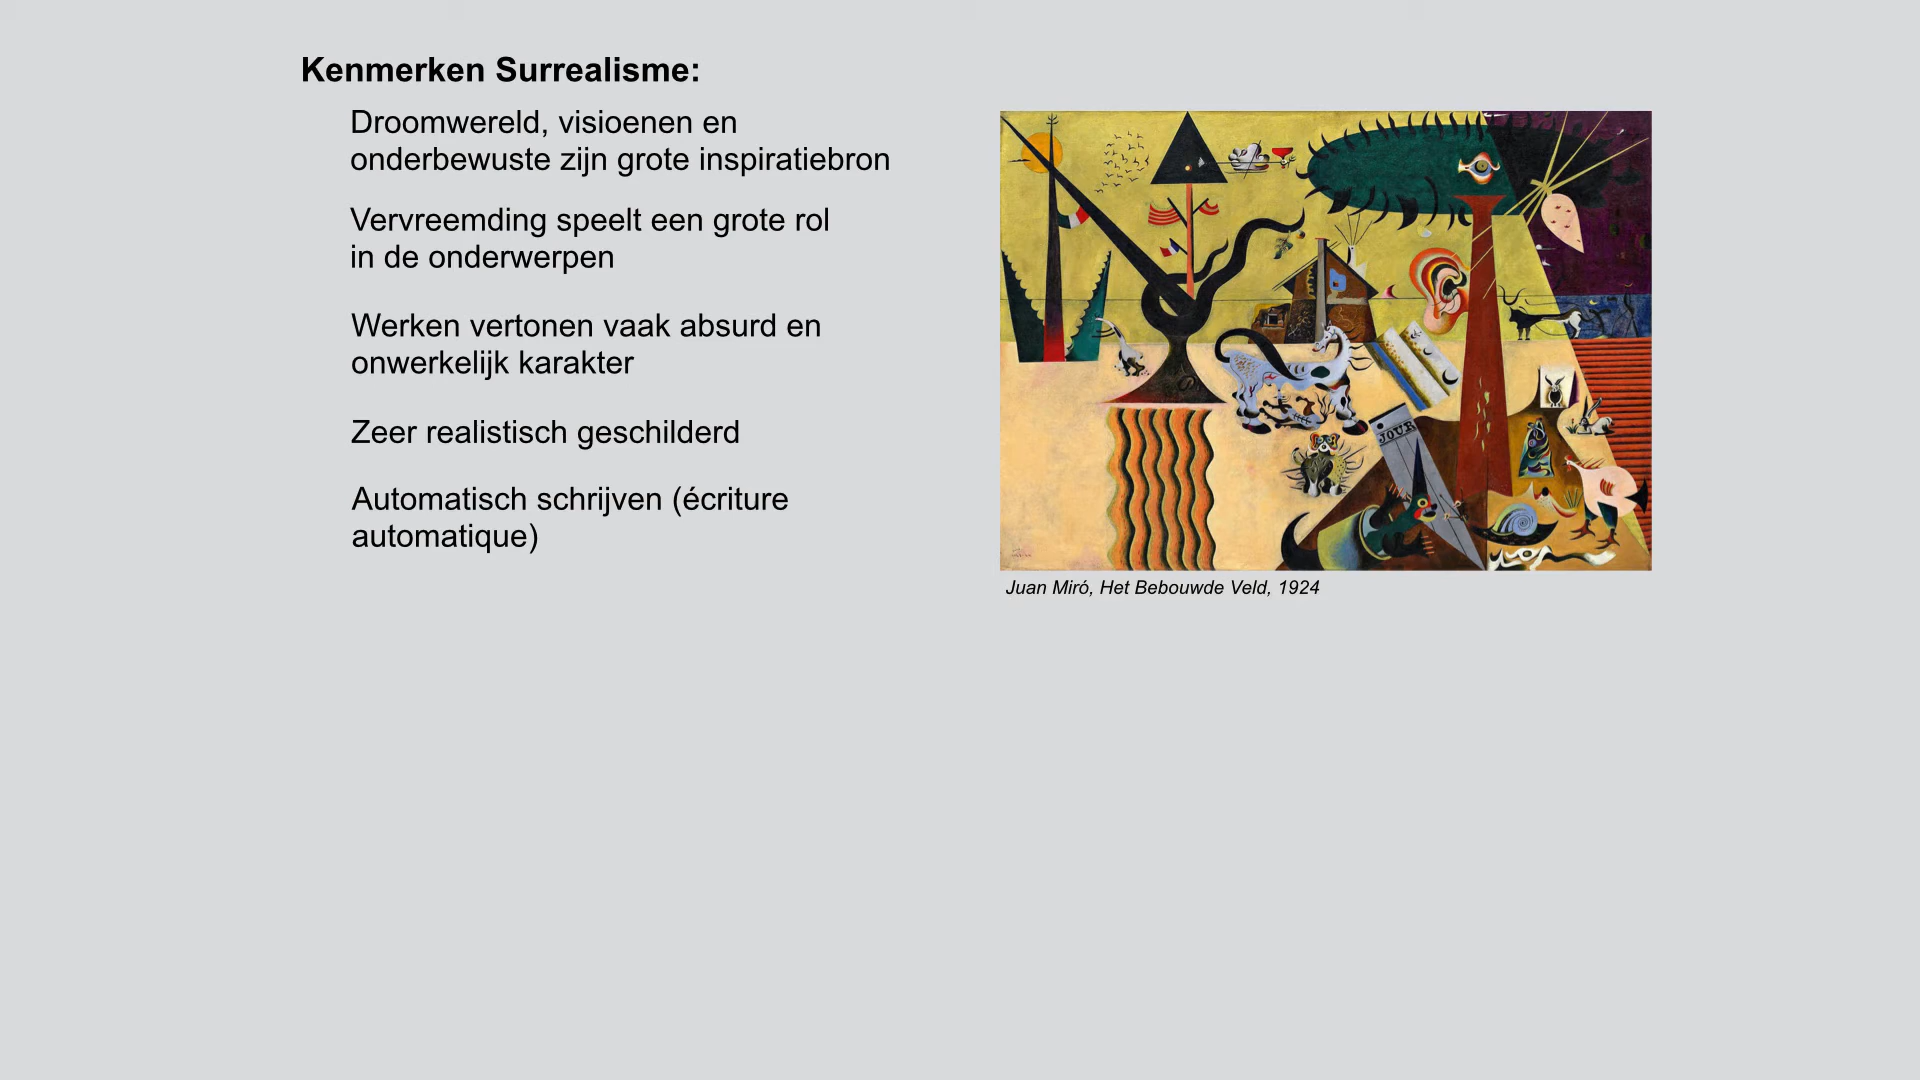 Kenmerken Surrealisme:
Droomwereld, visioenen en
onderbewuste zijn grote inspiratiebron
Vervreemding speelt een grote rol
in de onderwerpen
Werken vertonen vaak absurd en
onwerkelijk karakter
Zeer realistisch geschilderd
Automatisch schrijven (écriture
automatique)
JOUR
Juan Miró, Het Bebouwde Veld, 1924